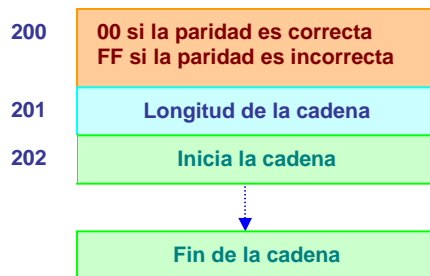 200
00 si la paridad es correcta
FF si la paridad es incorrecta
201
Longitud de la cadena
202
Inicia la cadena
Fin de la cadena